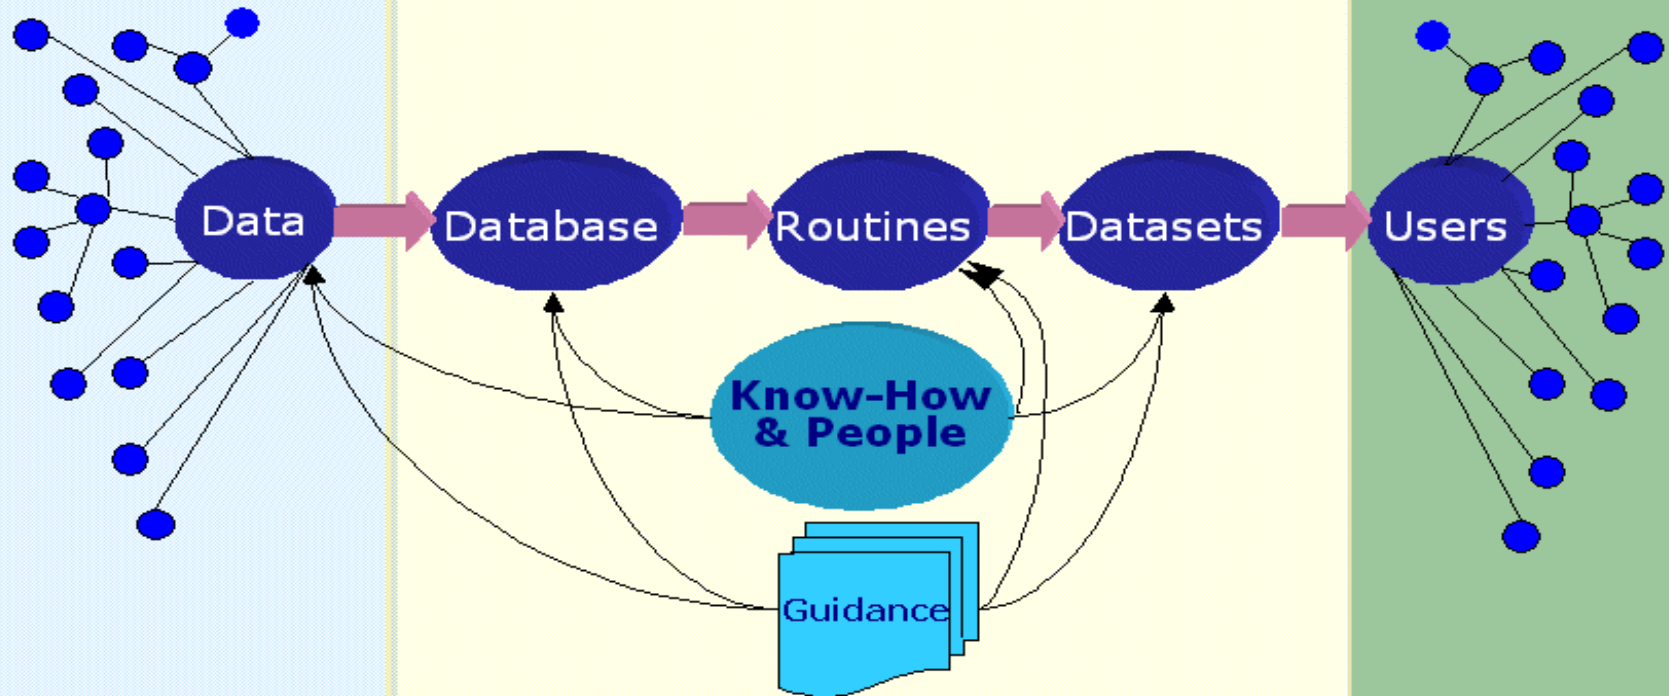 Data
Database
Routines
Datasets
Users
Know-How
& People
Guidance